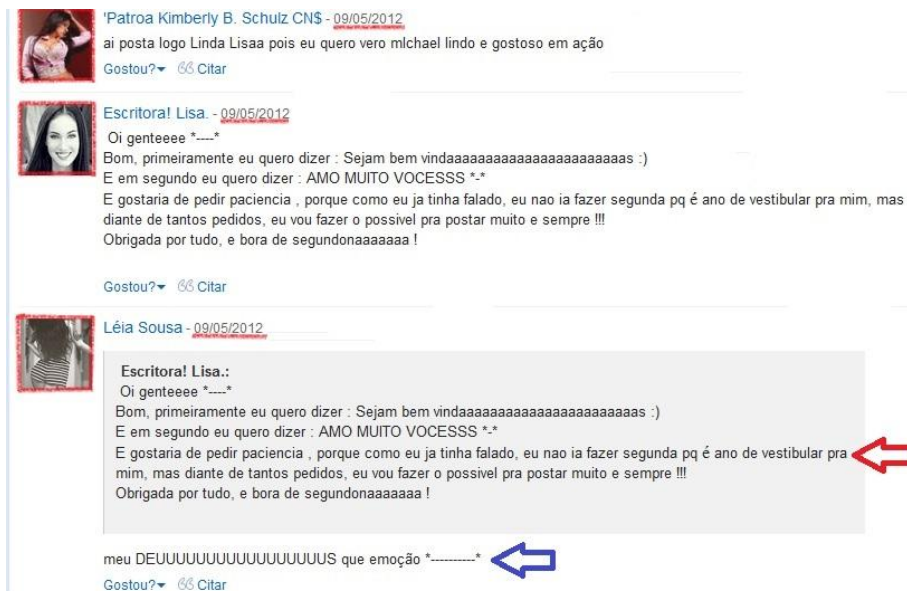 'Patroa Kimberly B. Schulz CN$ - 09/05/2012
ai posta logo Linda Lisaa pois eu quero vero mIchael lindo e gostoso em ação
Gostou? Citar
Escritora! Lisa. - 09/05/2012
Oi genteeee *----*
Bom, primeiramente eu quero dizer : Sejam bem vindaaaaaaaaaaaaaaaaaaaaaaaas :)
E em segundo eu quero dizer : AMO MUITO VOCESSS *-*
E gostaria de pedir paciencia , porque como eu ja tinha falado, eu nao ia fazer segunda pq é ano de vestibular pra mim, mas
diante de tantos pedidos, eu vou fazer o possivel pra postar muito e sempre !!!
Obrigada por tudo, e bora de segundonaaaaaaa !
Gostou? Citar
Léia Sousa - 09/05/2012
Escritora! Lisa.:
Oi genteeee *----*
Bom, primeiramente eu quero dizer : Sejam bem vindaaaaaaaaaaaaaaaaaaaaaaaas :)
E em segundo eu quero dizer : AMO MUITO VOCESSS *-*
E gostaria de pedir paciencia , porque como eu ja tinha falado, eu nao ia fazer segunda pq é ano de vestibular pra
mim, mas diante de tantos pedidos, eu vou fazer o possivel pra postar muito e sempre !!!
Obrigada por tudo, e bora de segundonaaaaaaa !
meu DEUUUUUUUUUUUUUUUUUUS que emoção *----------*
Gostou? Citar